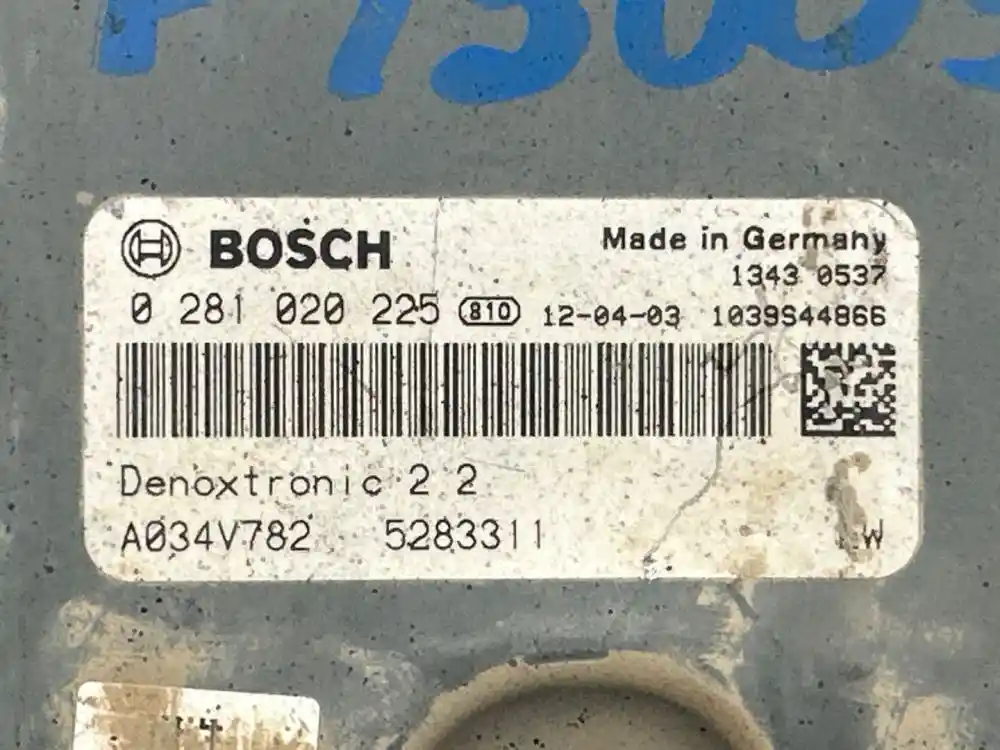 BOSCH
Made in Germany
1343 0537
0 281 020 225 810 12-04-03 1039S44866
Denoxtronic 2 2
A034V782 5283311 W